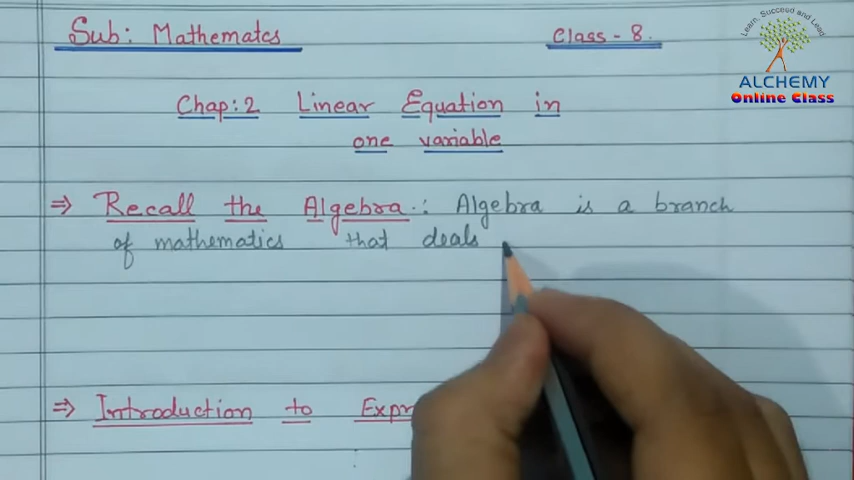 Sub: Mathematcs
Class - 8.
Learn, Succeed and Lead
ALCHEMY
Online Class
Chap:2 Linear Equation in
one variable
⇒ Recall the Algebra: Algebra is a branch
of mathematics that deals
⇒ Introduction to Expr